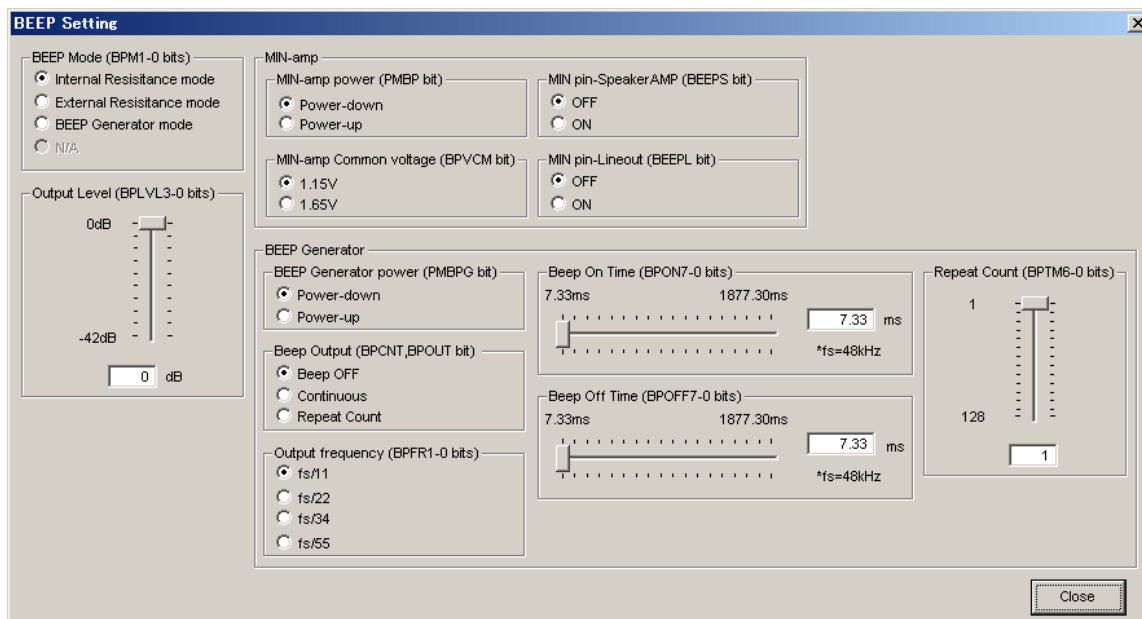 BEEP Setting
BEEP Mode (BPM1-0 bits)
Internal Resistance mode
External Resisitance mode
BEEP Generator mode
N/A
Output Level (BPLVL3-0 bits)
0dB
-42dB
0 dB
MIN-amp
MIN-amp power (PMBP bit)
Power-down
Power-up
MIN pin-SpeakerAMP (BEEPS bit)
OFF
ON
MIN-amp Common voltage (BPVCM bit)
1.15V
1.65V
MIN pin-Lineout (BEEPL bit)
OFF
ON
BEEP Generator
BEEP Generator power (PMBPG bit)
Power-down
Power-up
Beep Output (BPCNT,BPOUT bit)
Beep OFF
Continuous
Repeat Count
Output frequency (BPFR1-0 bits)
fs/11
fs/22
fs/34
fs/55
Beep On Time (BPON7-0 bits)
7.33ms 1877.30ms
7.33 ms
*fs=48kHz
Beep Off Time (BPOFF7-0 bits)
7.33ms 1877.30ms
7.33 ms
*fs=48kHz
Repeat Count (BPTM6-0 bits)
1
128
1
Close